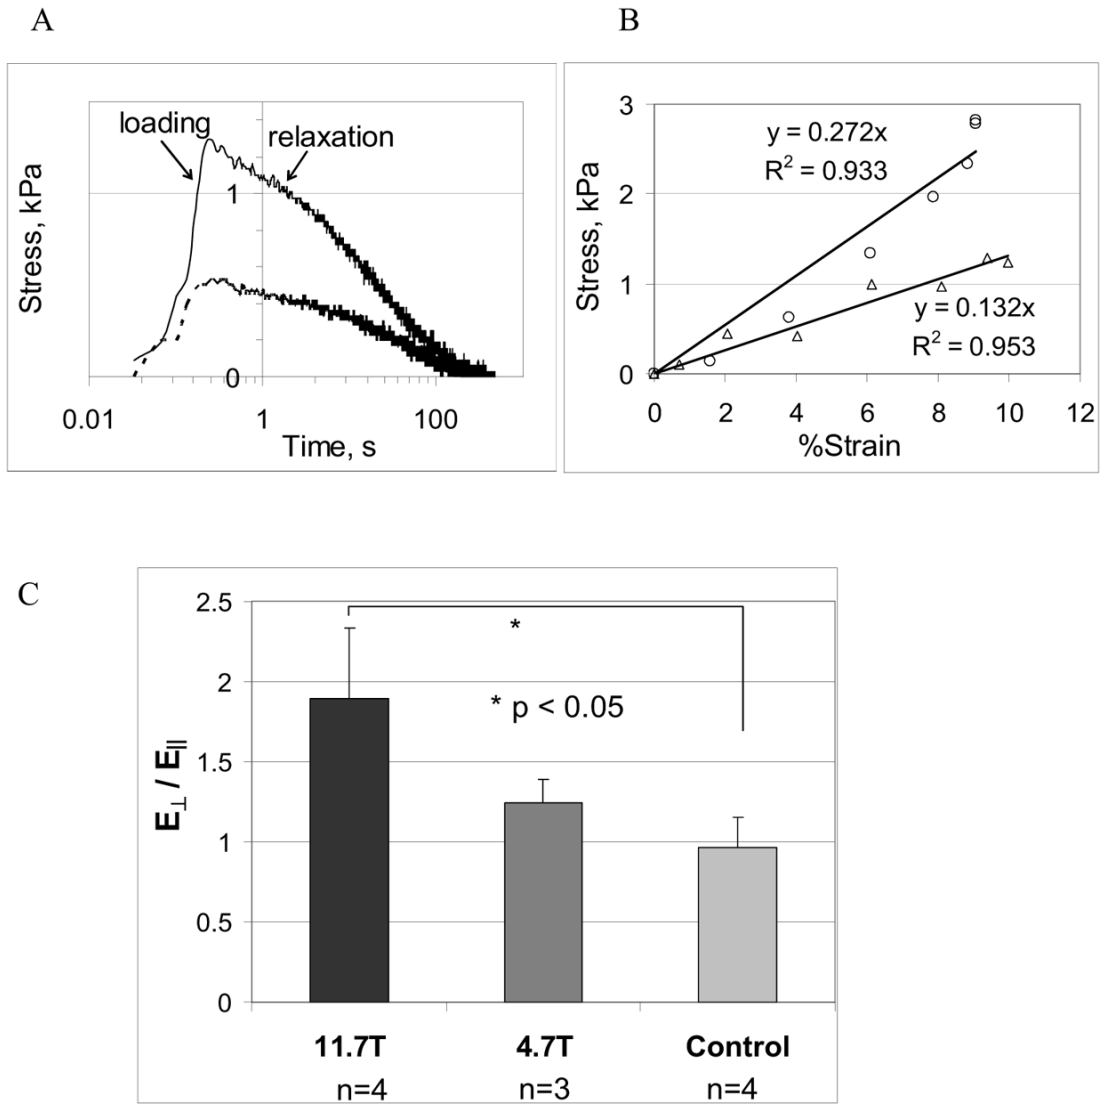 A
loading
relaxation
Stress, kPa
1
0
0.01 1 100
Time, s
B
3
y = 0.272x
R² = 0.933
2
Stress, kPa
1
y = 0.132x
R² = 0.953
0
0 2 4 6 8 10 12
%Strain
C
2.5
*
2
* p < 0.05
1.5
E⊥ / E||
1
0.5
0
11.7T 4.7T Control
n=4 n=3 n=4